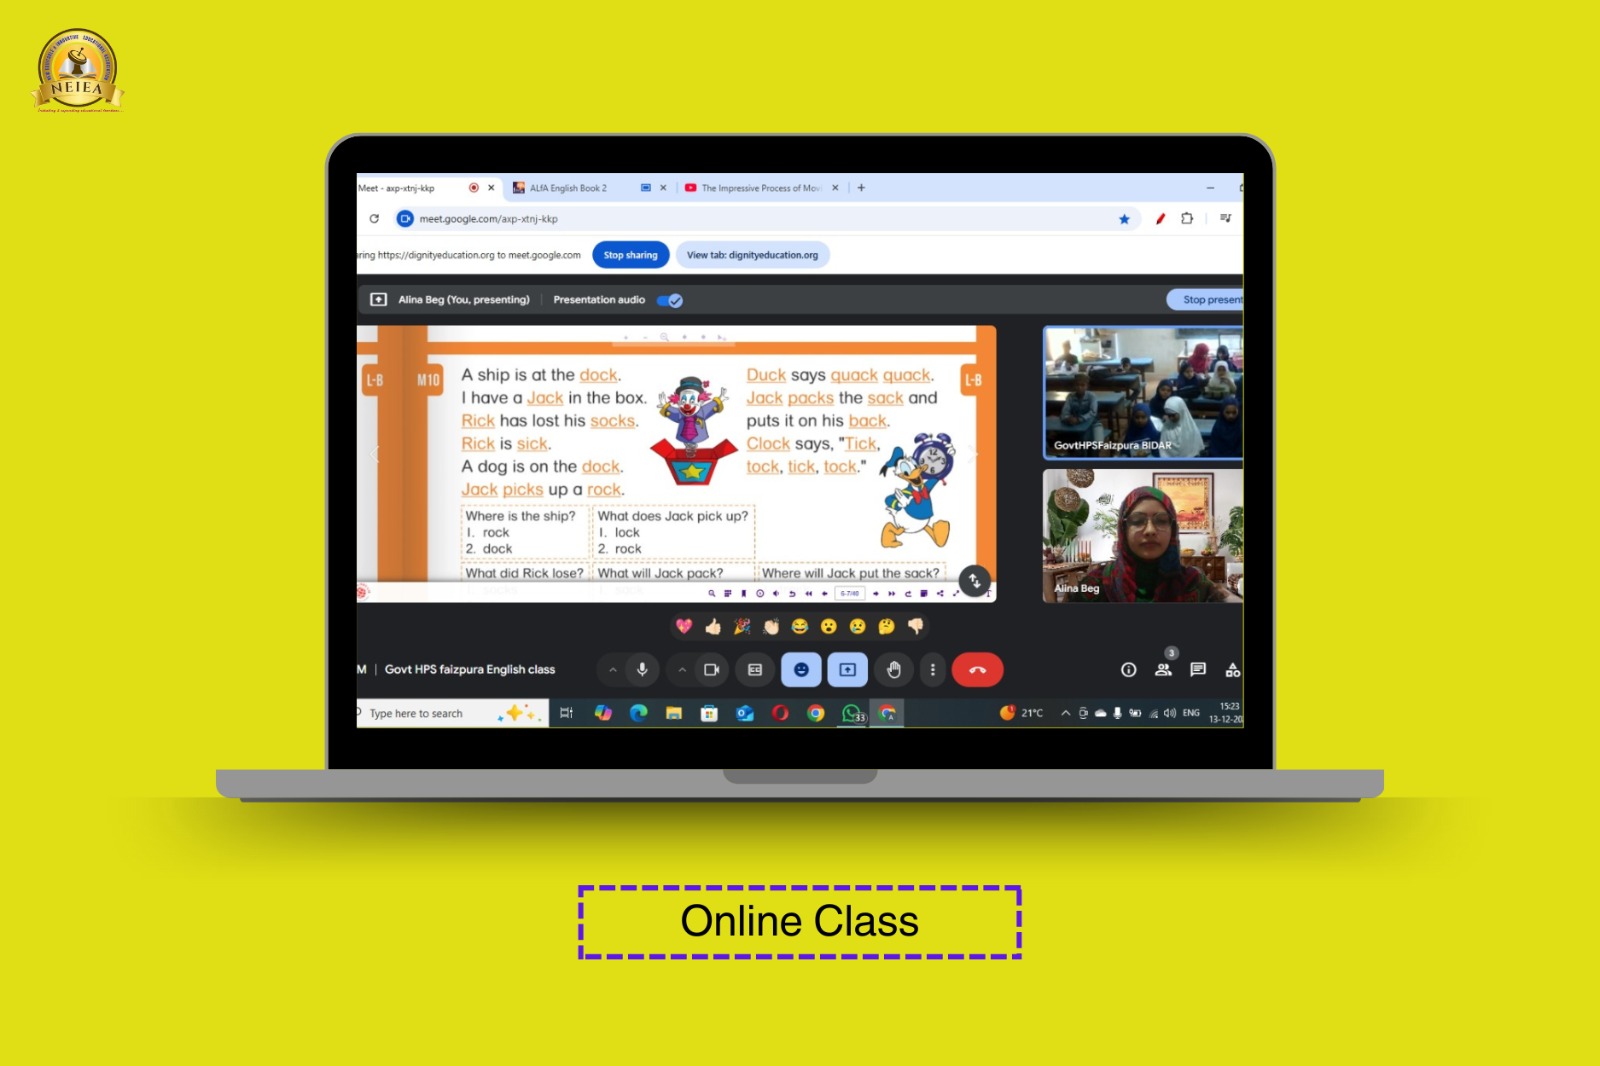 NEIEA
Meet - axp-xtnj-kkp
ALfA English Book 2
The Impressive Process of Mov
meet.google.com/axp-xtnj-kkp
ring https://dignityeducation.org to meet.google.com
Stop sharing
View tab: dignityeducation.org
Alina Beg (You, presenting)
Presentation audio
Stop present
L-B
M10
A ship is at the dock.
I have a Jack in the box.
Rick has lost his socks.
Rick is sick.
A dog is on the dock.
Jack picks up a rock.
Duck says quack quack.
Jack packs the sack and
puts it on his back.
Clock says, "Tick,
tock, tick, tock."
L-B
Where is the ship?
1. rock
2. dock
What does Jack pick up?
1. lock
2. rock
What did Rick lose?
What will Jack pack?
Where will Jack put the sack?
6-7/40
GovtHPSFaizpura BIDAR
Alina Beg
M | Govt HPS faizpura English class
3
Type here to search
33
21°C
ENG
15:23
13-12-20
Online Class